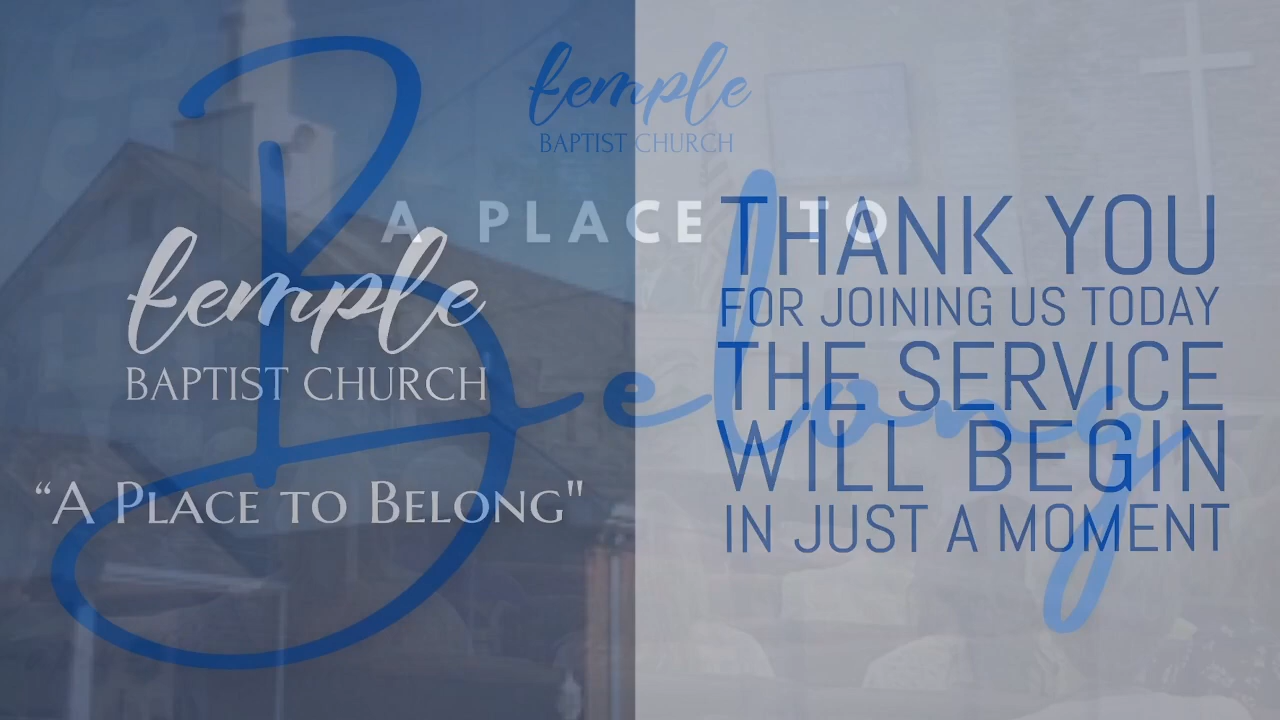 temple
BAPTIST CHURCH
A PLACE TO
Belong
temple
BAPTIST CHURCH
“A PLACE TO BELONG"
THANK YOU
FOR JOINING US TODAY
THE SERVICE
WILL BEGIN
IN JUST A MOMENT